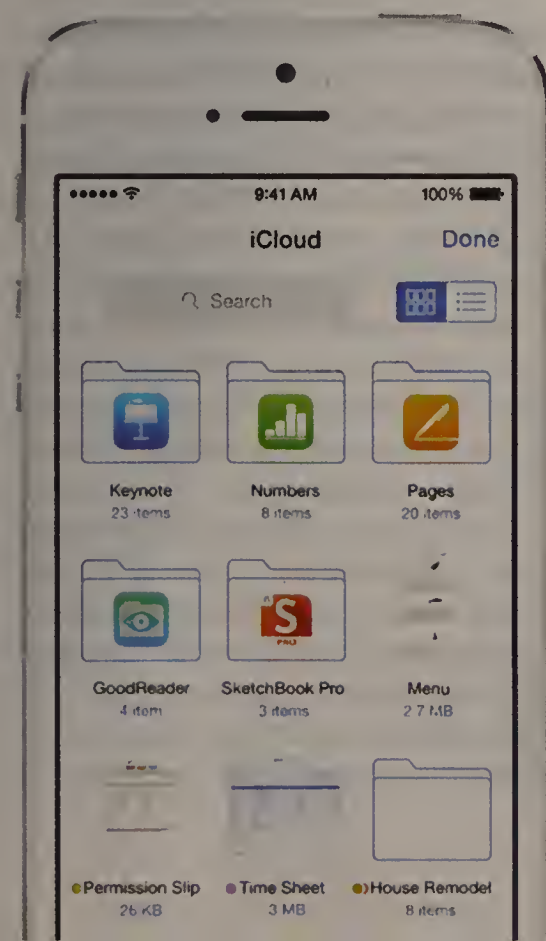 9:41 AM 100%
iCloud Done
Search
Keynote Numbers Pages
23 items 8 items 20 items
S
PRO
GoodReader SketchBook Pro Menu
4 item 3 items 2.7 MB
Permission Slip Time Sheet House Remodel
26 KB 3 MB 8 items